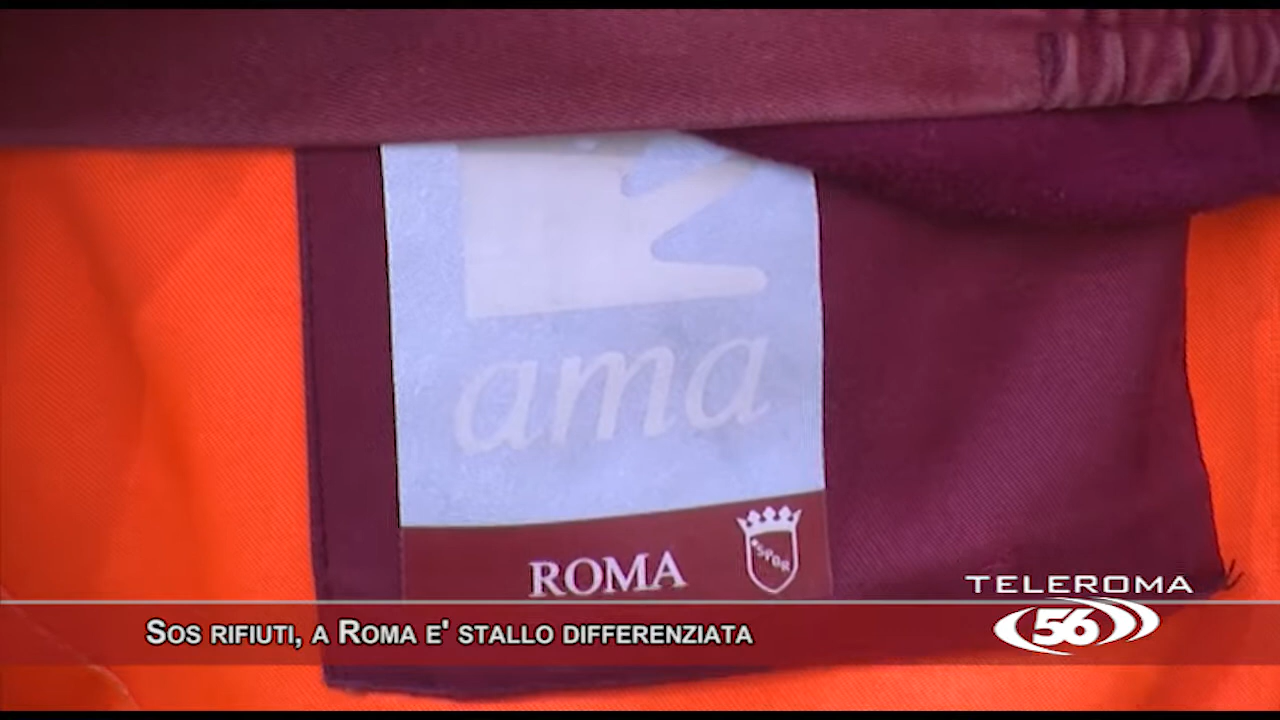 ama
ROMA
SPQR
TELEROMA
56
SOS RIFIUTI, A ROMA E' STALLO DIFFERENZIATA